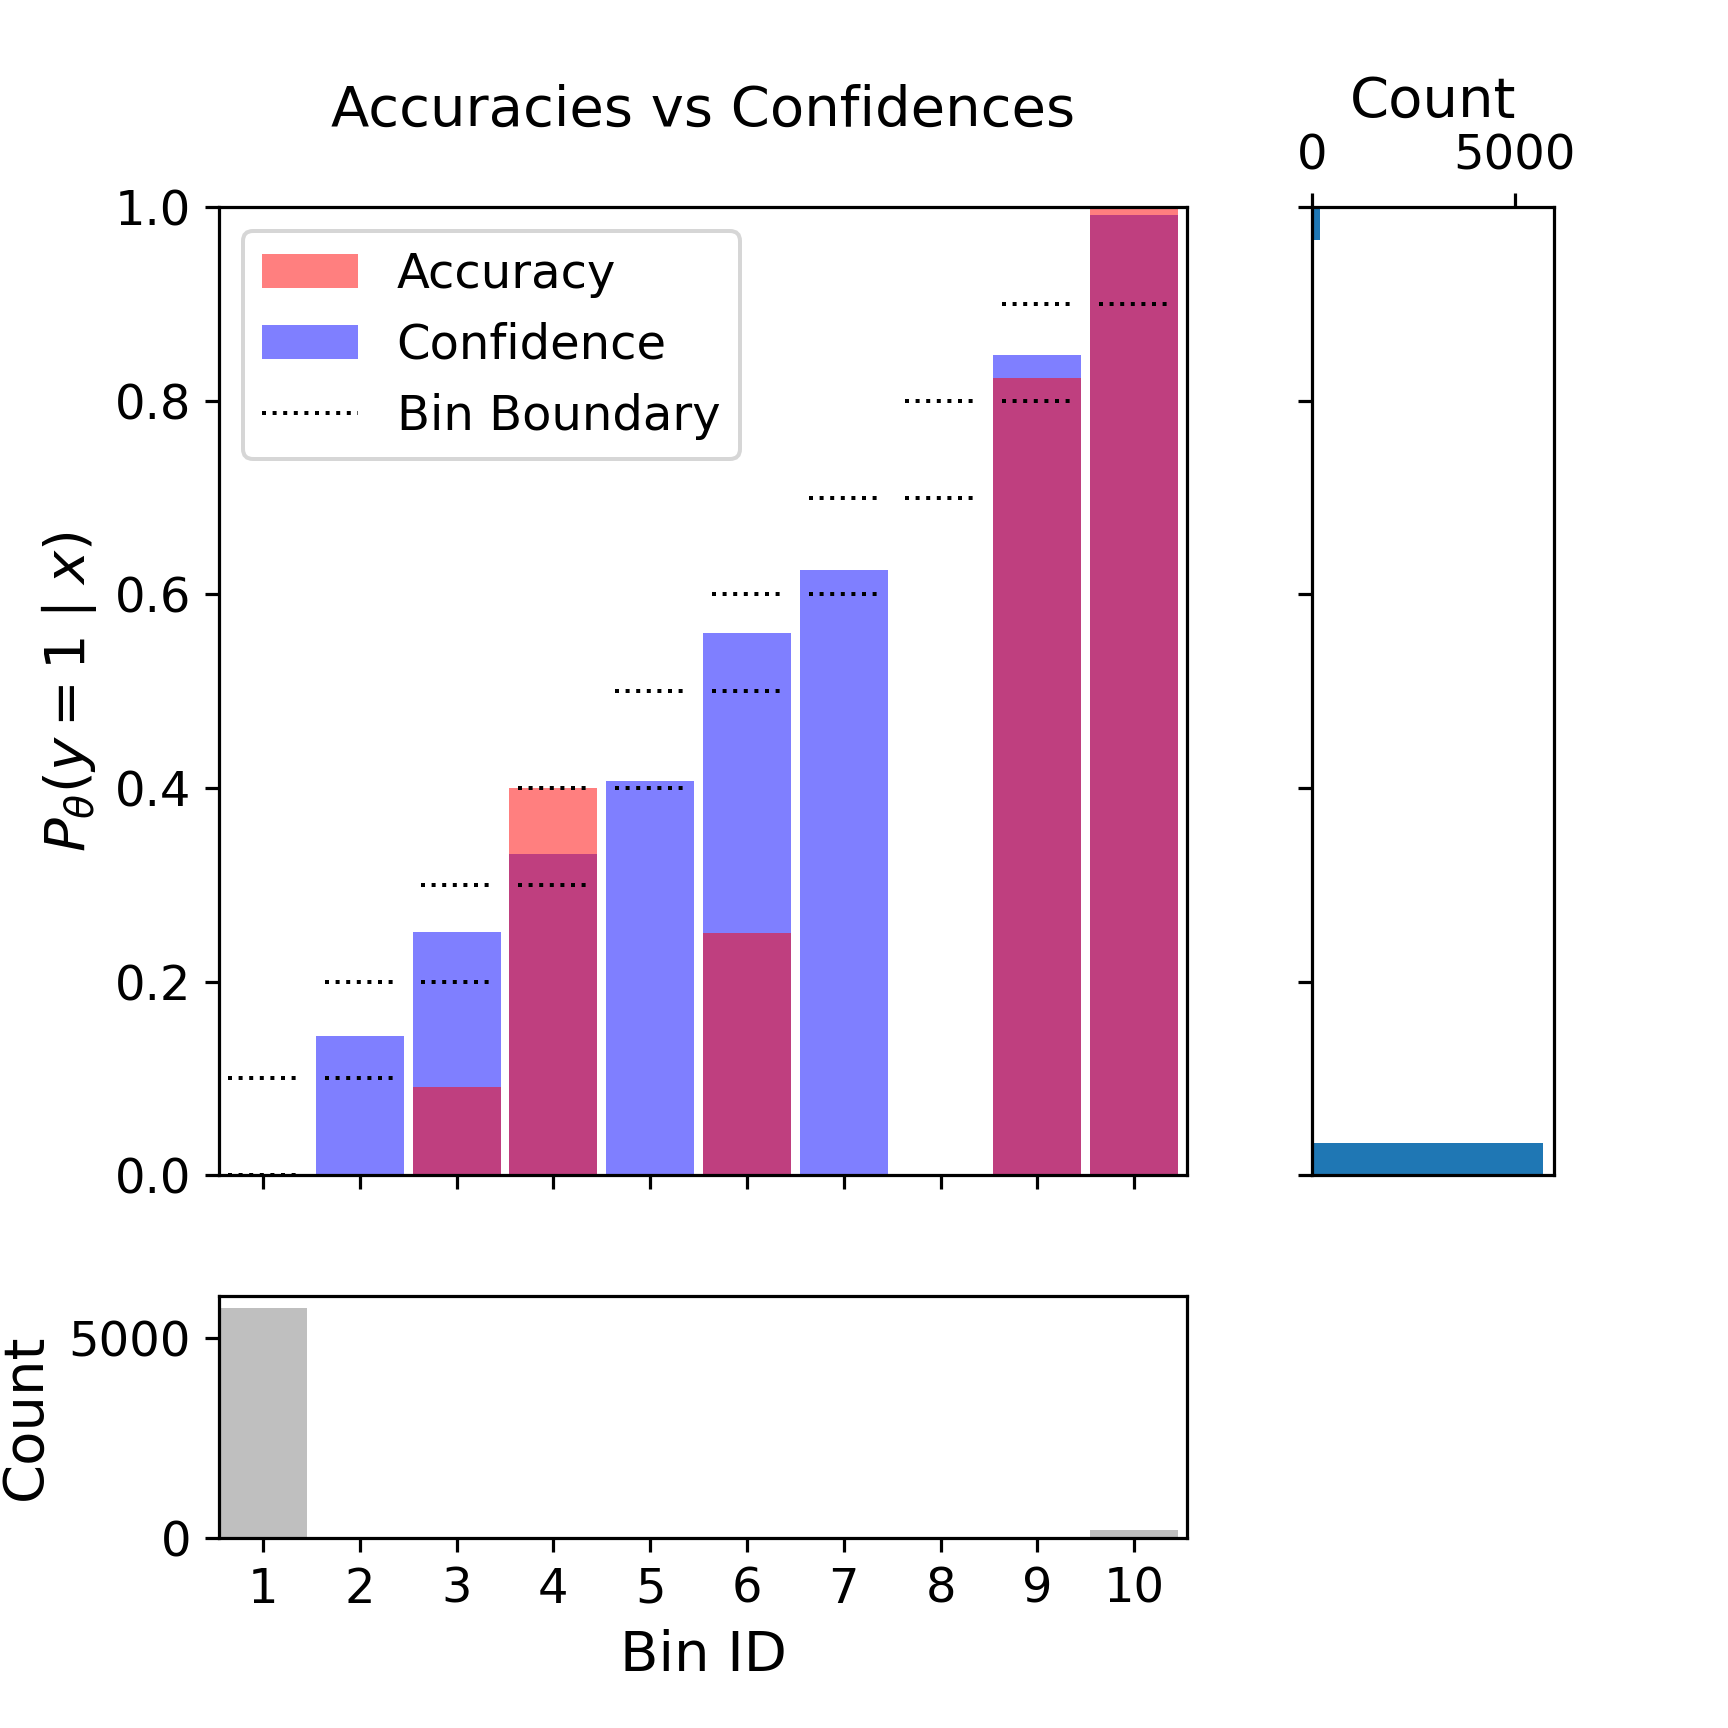 Accuracies vs Confidences
Count
0 5000
1.0
0.8
0.6
0.4
0.2
0.0
P_θ(y = 1 | x)
Accuracy
Confidence
Bin Boundary
Count
5000
0
1 2 3 4 5 6 7 8 9 10
Bin ID